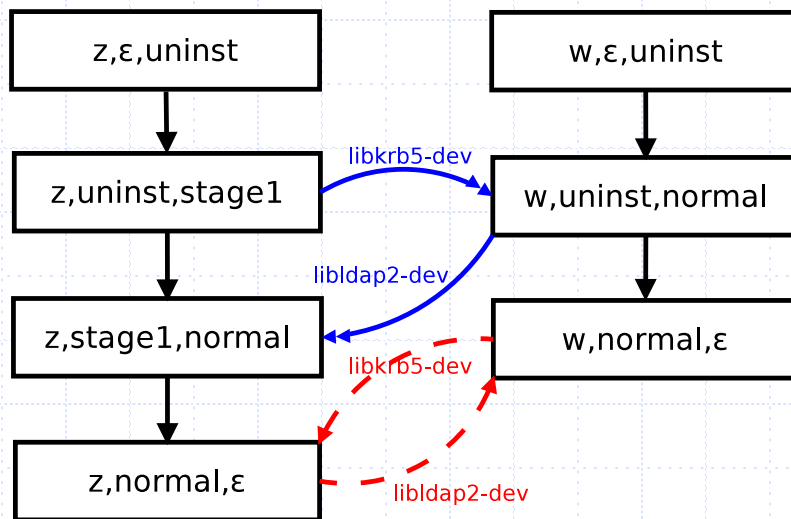 z,ε,uninst
w,ε,uninst
libkrb5-dev
z,uninst,stage1
w,uninst,normal
libldap2-dev
z,stage1,normal
w,normal,ε
libkrb5-dev
z,normal,ε
libldap2-dev